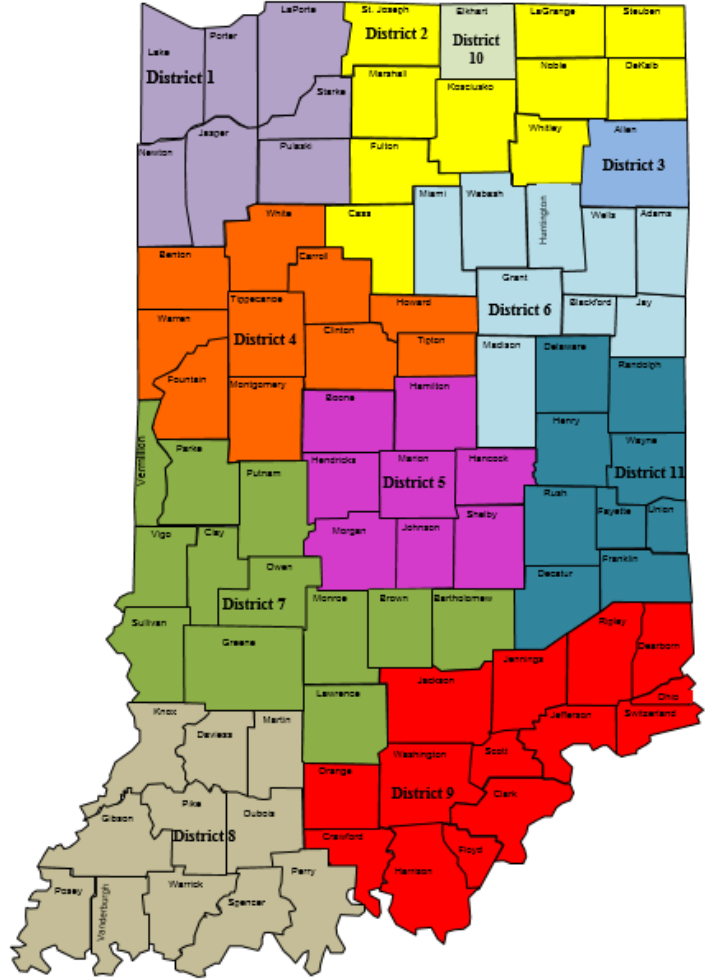 LaPorte
St. Joseph
Elkhart
LaGrange
Steuben
Porter
Lake
District 2
District
10
District 1
Marshall
Noble
DeKalb
Starke
Kosciusko
Jasper
Whitley
Allen
Newton
Pulaski
Fulton
District 3
Miami
Wabash
Huntington
White
Cass
Wells
Adams
Benton
Carroll
Grant
Tippecanoe
Howard
Blackford
Jay
District 6
Warren
Clinton
District 4
Tipton
Madison
Delaware
Randolph
Fountain
Montgomery
Hamilton
Boone
Henry
Vermillion
Parke
Wayne
Hendricks
Marion
Hancock
Putnam
District 5
District 11
Rush
Fayette
Union
Shelby
Vigo
Clay
Morgan
Johnson
Franklin
Owen
Decatur
District 7
Monroe
Brown
Bartholomew
Sullivan
Ripley
Greene
Dearborn
Jennings
Jackson
Lawrence
Ohio
Knox
Martin
Jefferson
Switzerland
Daviess
Washington
Scott
Orange
District 9
Clark
Pike
Gibson
Dubois
District 8
Crawford
Floyd
Perry
Harrison
Posey
Vanderburgh
Warrick
Spencer